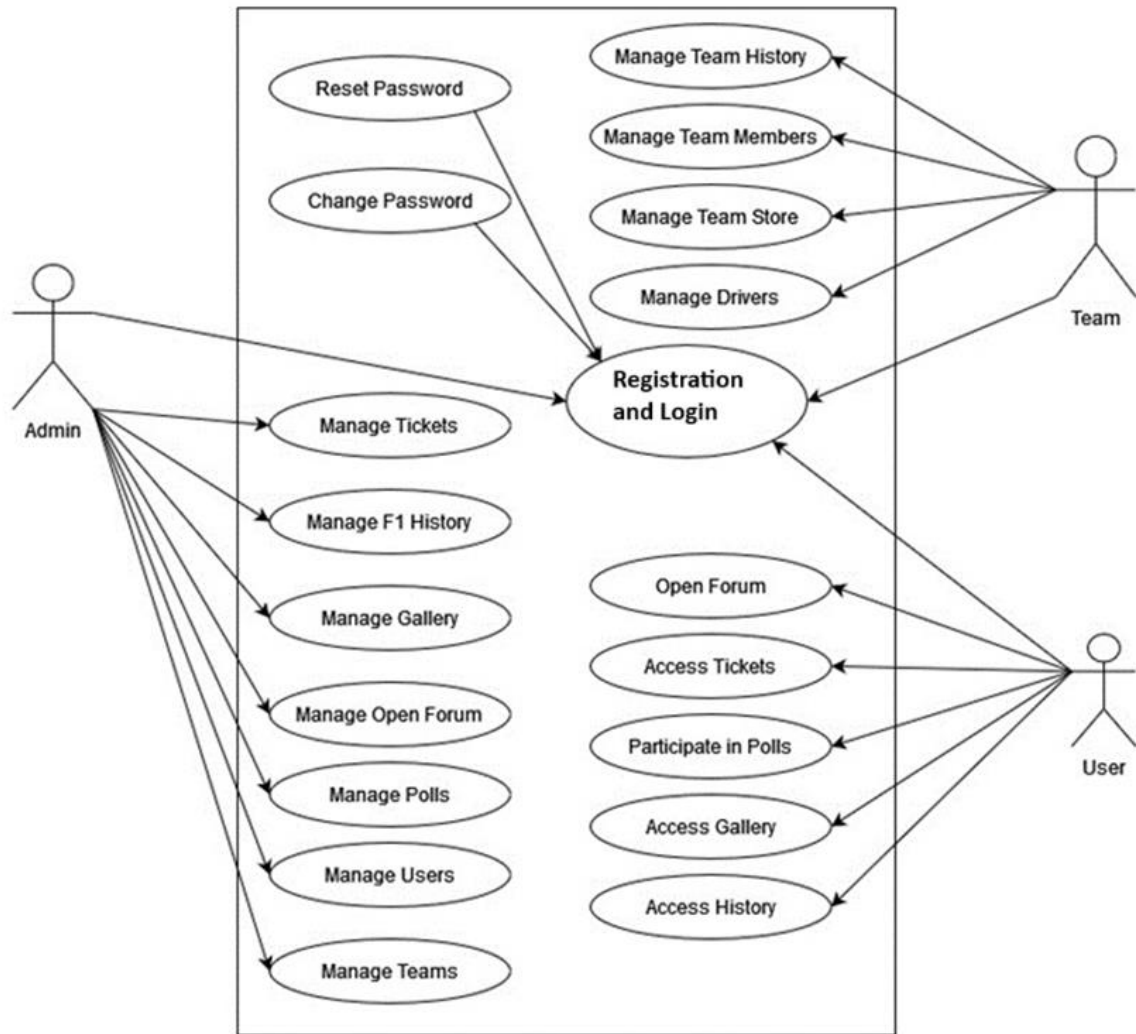 Manage Team History
Reset Password
Manage Team Members
Change Password
Manage Team Store
Manage Drivers
Team
Registration
and Login
Admin
Manage Tickets
Manage F1 History
Open Forum
Manage Gallery
Access Tickets
Manage Open Forum
Participate in Polls
User
Manage Polls
Access Gallery
Manage Users
Access History
Manage Teams